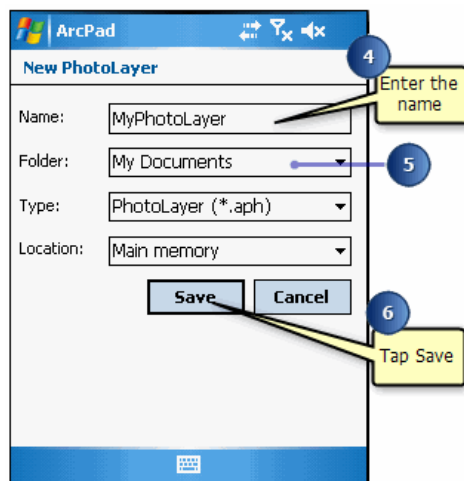 ArcPad
New PhotoLayer
4
Enter the
name
Name: MyPhotoLayer
Folder: My Documents
5
Type: PhotoLayer (*.aph)
Location: Main memory
Save Cancel
6
Tap Save